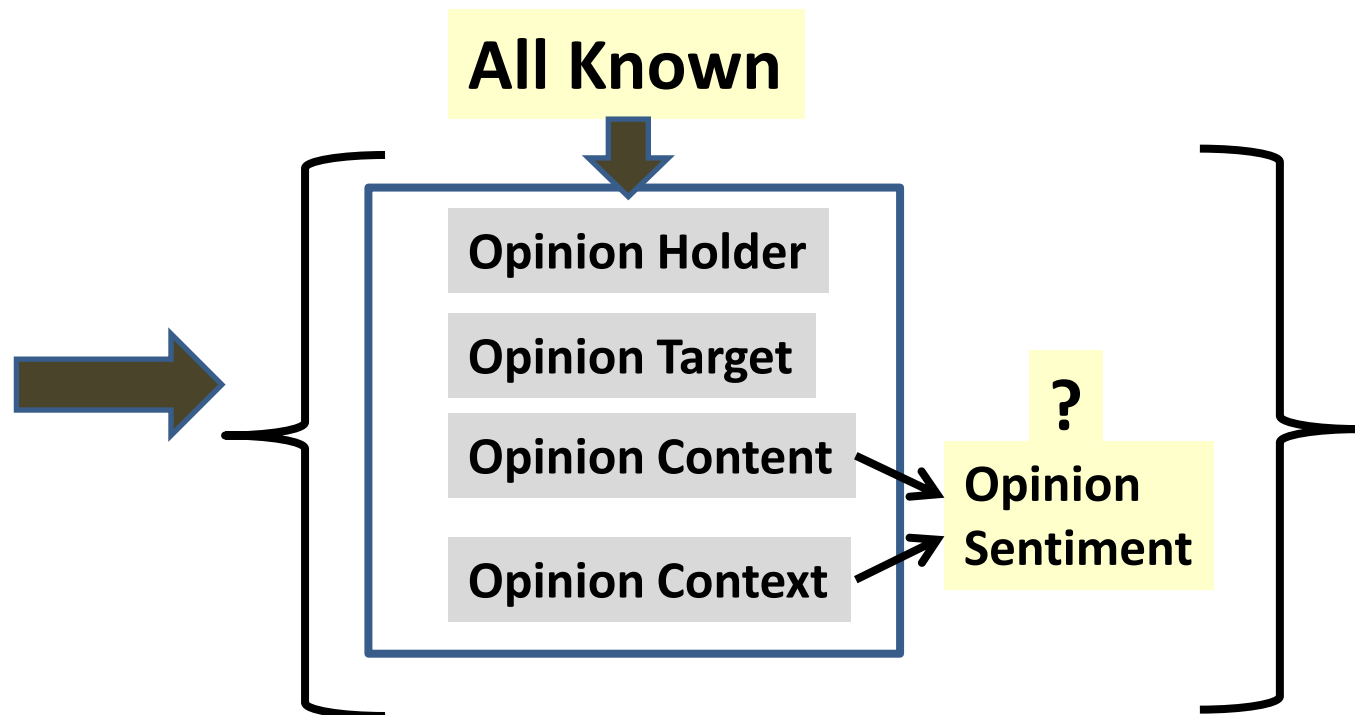 All Known
Opinion Holder
Opinion Target
Opinion Content
Opinion Context
?
Opinion
Sentiment